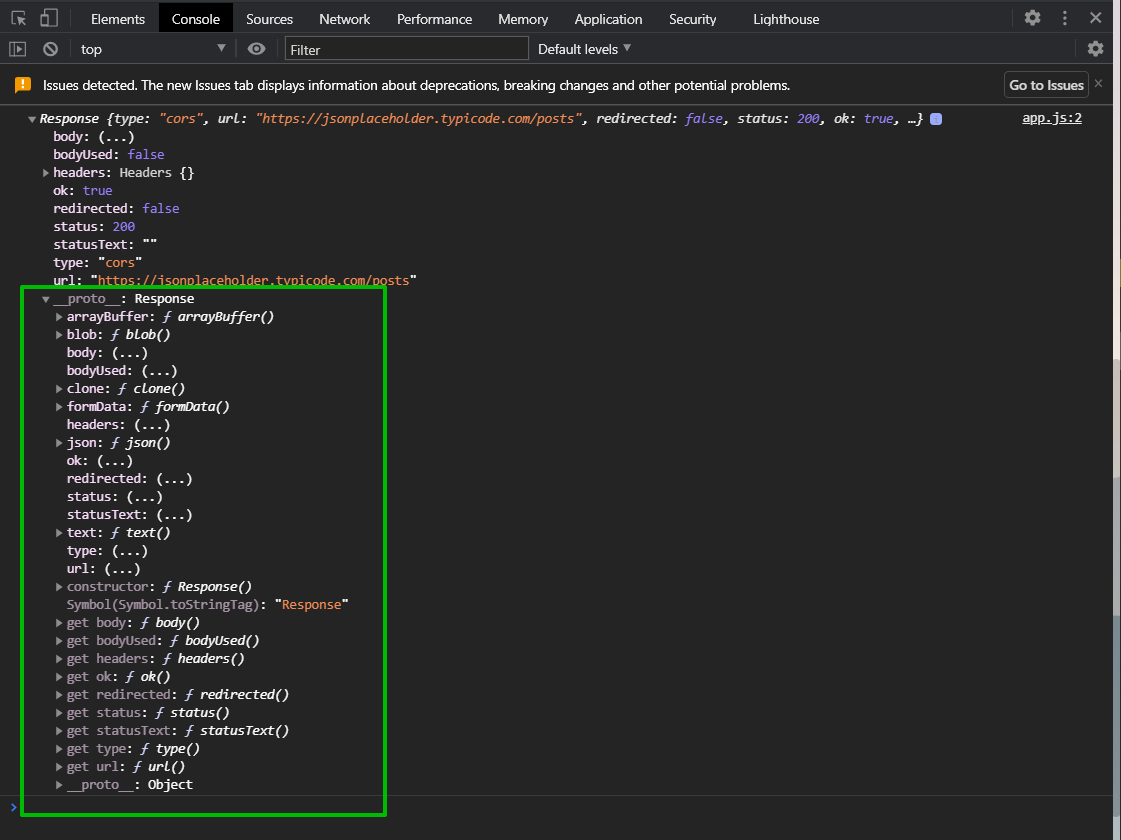 Elements Console Sources Network Performance Memory Application Security Lighthouse
top Filter Default levels
Issues detected. The new Issues tab displays information about deprecations, breaking changes and other potential problems. Go to Issues
Response {type: "cors", url: "https://jsonplaceholder.typicode.com/posts", redirected: false, status: 200, ok: true, …} app.js:2
body: (...)
bodyUsed: false
headers: Headers {}
ok: true
redirected: false
status: 200
statusText: ""
type: "cors"
url: "https://jsonplaceholder.typicode.com/posts"
__proto__: Response
arrayBuffer: ƒ arrayBuffer()
blob: ƒ blob()
body: (...)
bodyUsed: (...)
clone: ƒ clone()
formData: ƒ formData()
headers: (...)
json: ƒ json()
ok: (...)
redirected: (...)
status: (...)
statusText: (...)
text: ƒ text()
type: (...)
url: (...)
constructor: ƒ Response()
Symbol(Symbol.toStringTag): "Response"
get body: ƒ body()
get bodyUsed: ƒ bodyUsed()
get headers: ƒ headers()
get ok: ƒ ok()
get redirected: ƒ redirected()
get status: ƒ status()
get statusText: ƒ statusText()
get type: ƒ type()
get url: ƒ url()
__proto__: Object